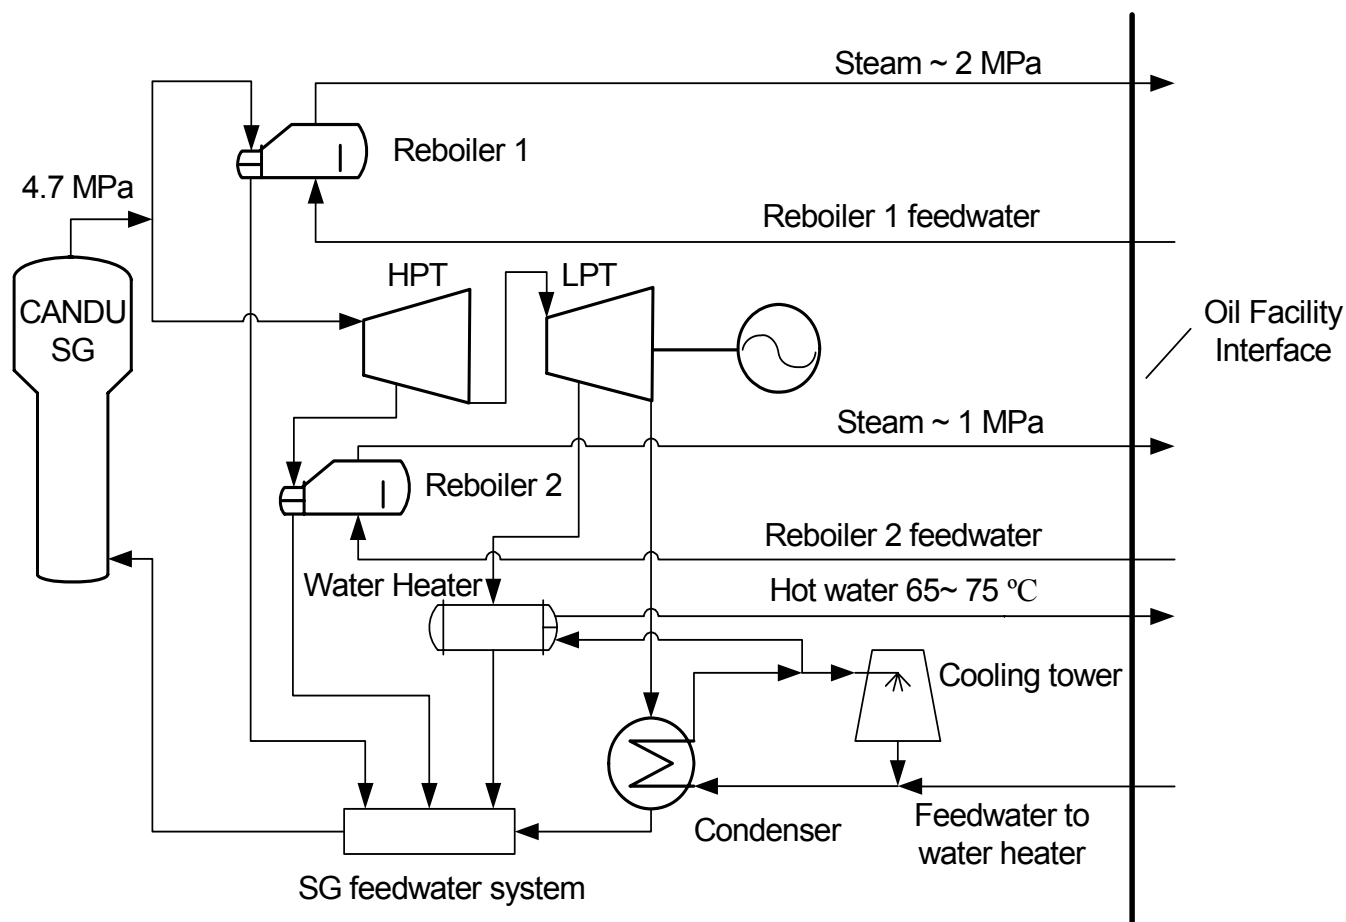 Steam ~ 2 MPa
Reboiler 1
4.7 MPa
Reboiler 1 feedwater
HPT
LPT
CANDU
SG
Oil Facility
Interface
Steam ~ 1 MPa
Reboiler 2
Reboiler 2 feedwater
Water Heater
Hot water 65~ 75 ℃
Cooling tower
Feedwater to
water heater
Condenser
SG feedwater system